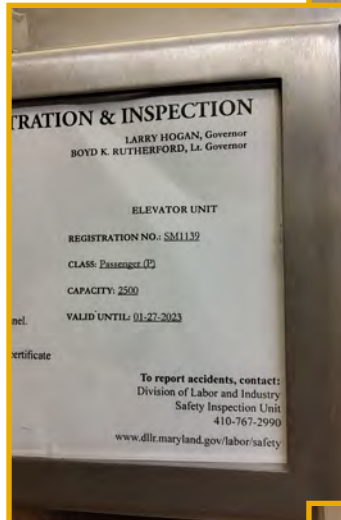 TRATION & INSPECTION
LARRY HOGAN, Governor
BOYD K. RUTHERFORD, Lt. Governor
ELEVATOR UNIT
REGISTRATION NO.: SM1139
CLASS: Passenger (P)
CAPACITY: 2500
nel.
VALID UNTIL: 01-27-2023
certificate
To report accidents, contact:
Division of Labor and Industry
Safety Inspection Unit
410-767-2990
www.dllr.maryland.gov/labor/safety